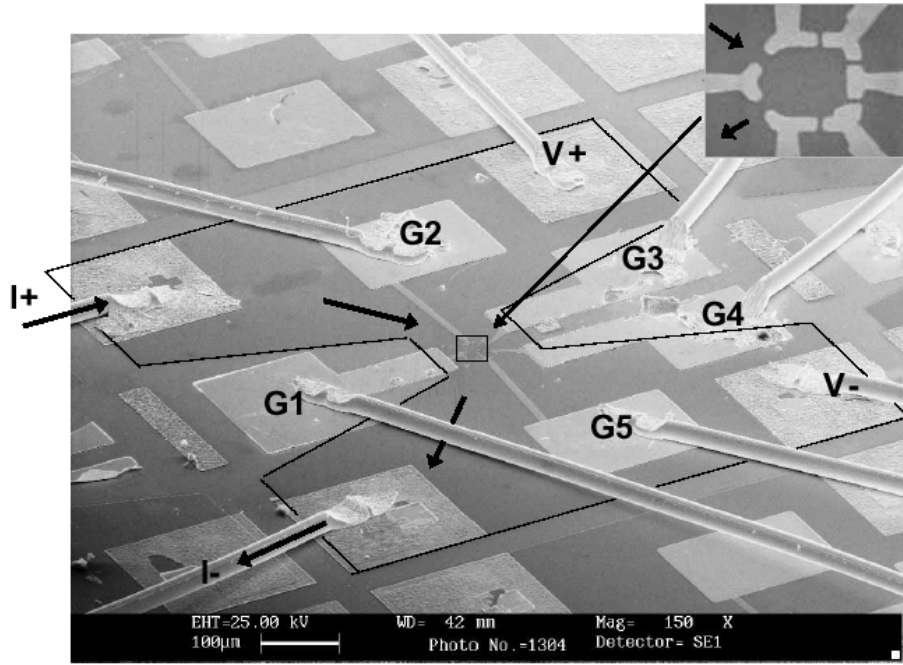 V+
G2
G3
I+
G4
V-
G1
G5
I-
EHT=25.00 kV WD= 42 mm Mag= 150 X
100µm Photo No.=1304 Detector= SE1